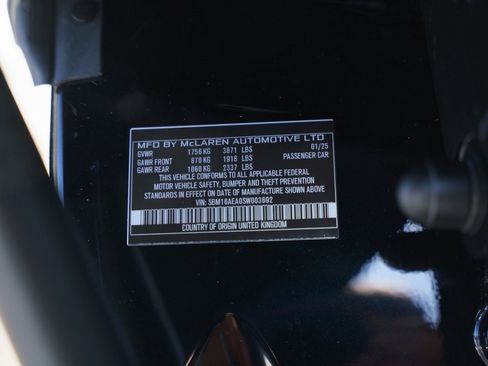 MFD BY McLAREN AUTOMOTIVE LTD
GVWR 1756 KG 3871 LBS 01/25
GAWR FRONT 870 KG 1918 LBS PASSENGER CAR
GAWR REAR 1060 KG 2337 LBS
THIS VEHICLE CONFORMS TO ALL APPLICABLE FEDERAL
MOTOR VEHICLE SAFETY, BUMPER AND THEFT PREVENTION
STANDARDS IN EFFECT ON DATE OF MANUFACTURE SHOWN ABOVE
VIN: SBM16AEA0SW003692
COUNTRY OF ORIGIN UNITED KINGDOM